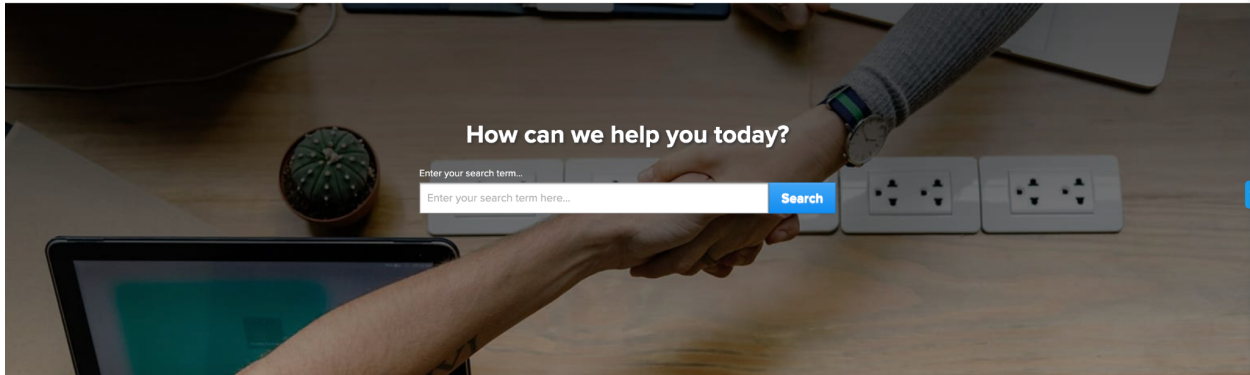 How can we help you today?
Enter your search term...
Enter your search term here...
Search